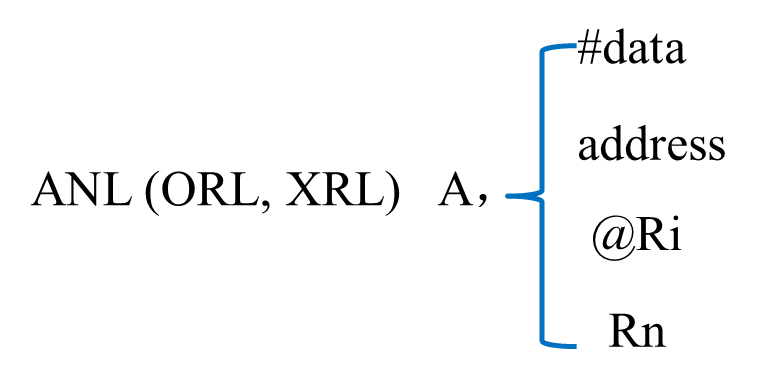 #data
address
ANL (ORL, XRL) A，
@Ri
Rn